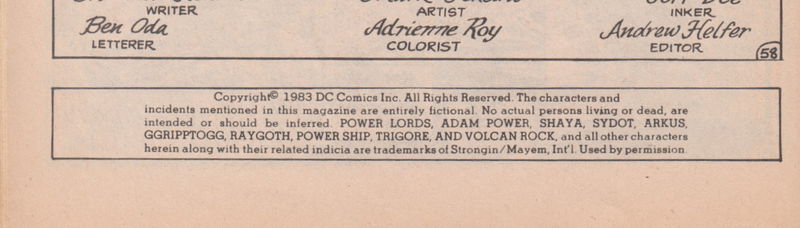 WRITER ARTIST INKER
Ben Oda Adrienne Roy Andrew Helfer
LETTERER COLORIST EDITOR
58
Copyright© 1983 DC Comics Inc. All Rights Reserved. The characters and
incidents mentioned in this magazine are entirely fictional. No actual persons living or dead, are
intended or should be inferred. POWER LORDS, ADAM POWER, SHAYA, SYDOT, ARKUS,
GGRIPPTOGG, RAYGOTH, POWER SHIP, TRIGORE, AND VOLCAN ROCK, and all other characters
herein along with their related indicia are trademarks of Strongin/Mayem, Int'l. Used by permission.